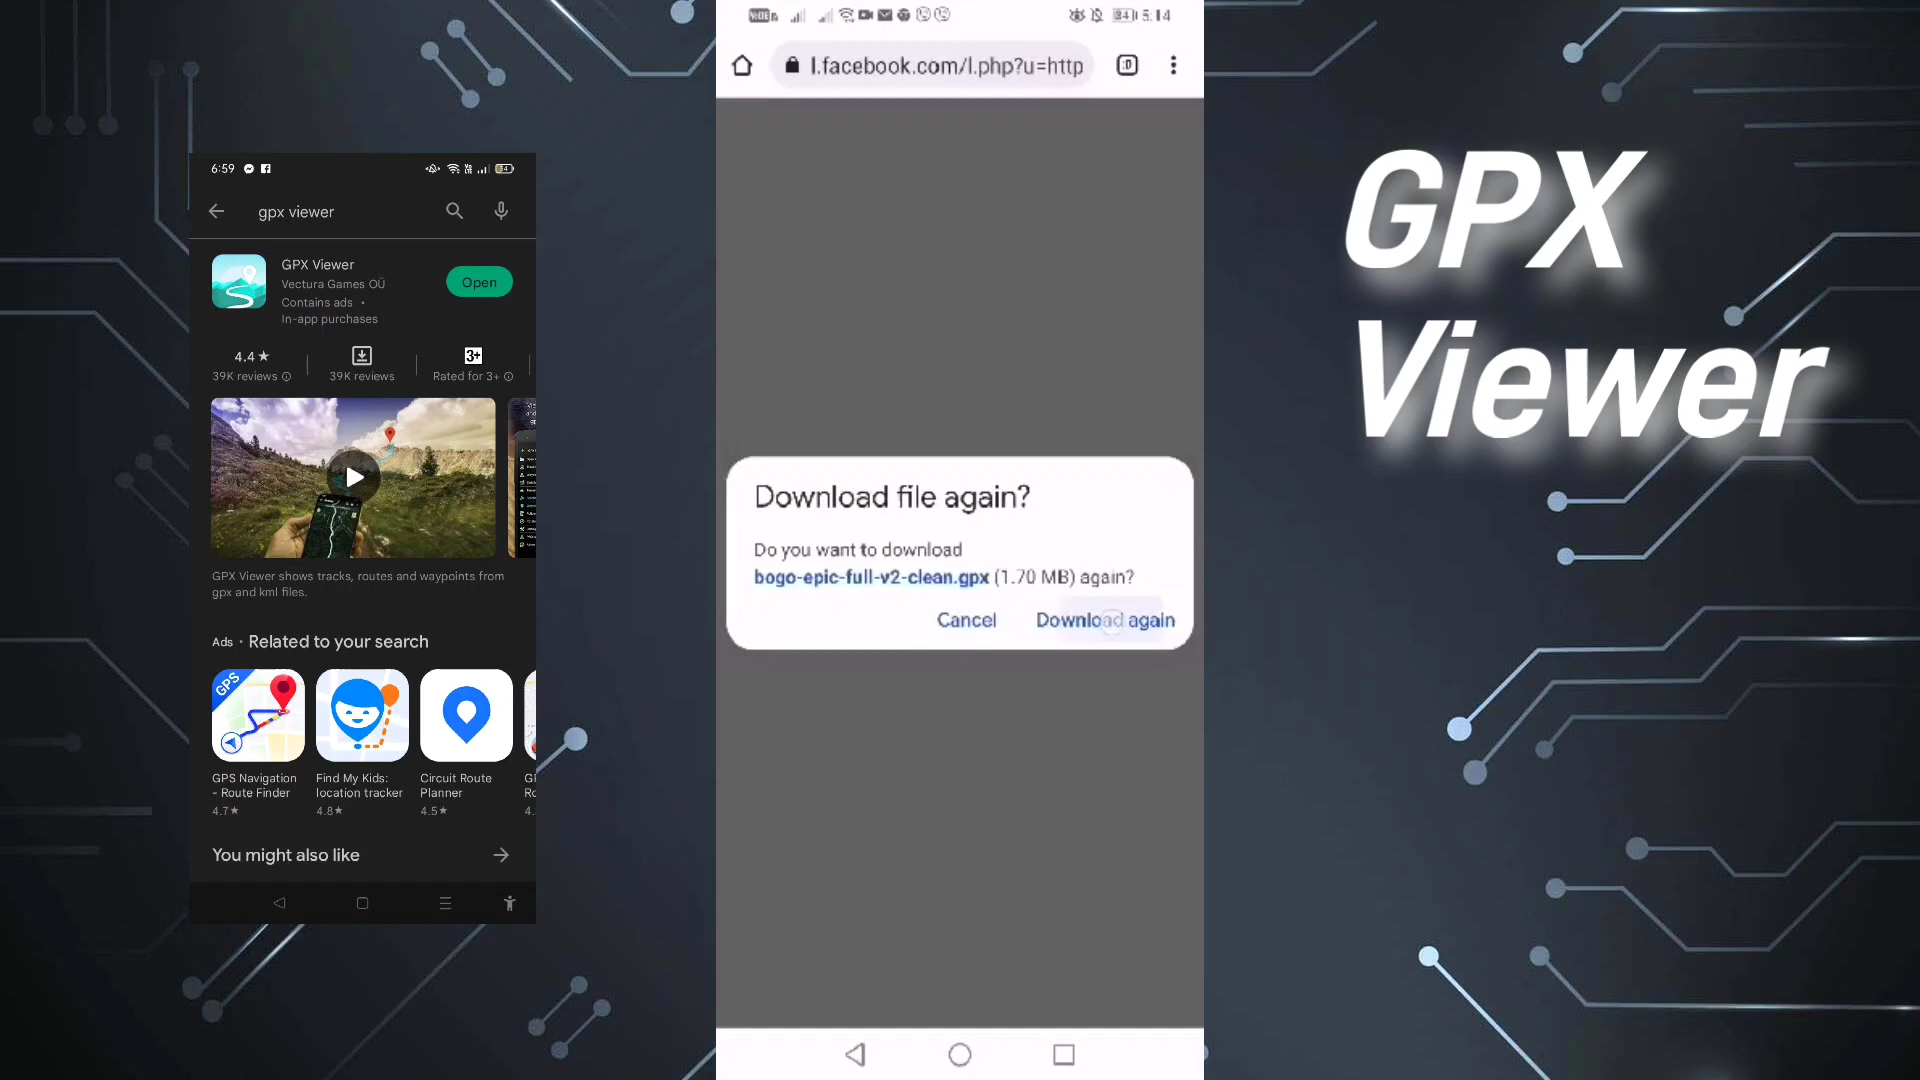 6:59
gpx viewer
GPX Viewer
Vectura Games OÜ
Contains ads •
In-app purchases
Open
4.4★
39K reviews
39K reviews
3+
Rated for 3+
GPX Viewer shows tracks, routes and waypoints from
gpx and kml files.
Ads • Related to your search
GPS
GPS Navigation
- Route Finder
4.7★
Find My Kids:
location tracker
4.8★
Circuit Route
Planner
4.5★
4.
You might also like
84 5:14
l.facebook.com/l.php?u=http
:D
Download file again?
Do you want to download
bogo-epic-full-v2-clean.gpx (1.70 MB) again?
Cancel
Download again
GPX
Viewer